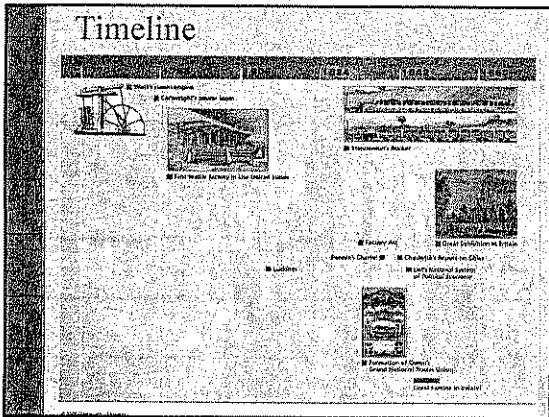 Timeline
Watt's steam engine
Cartwright's power loom
Stephenson's Rocket
First textile factory in the United States
Factory Act
Great Exhibition in Britain
People's Charter
Chadwick's Report on Cities
Luddites
List's National System
of Political Economy
Formation of Owen's
Grand National Trades Union
Great Famine in Ireland